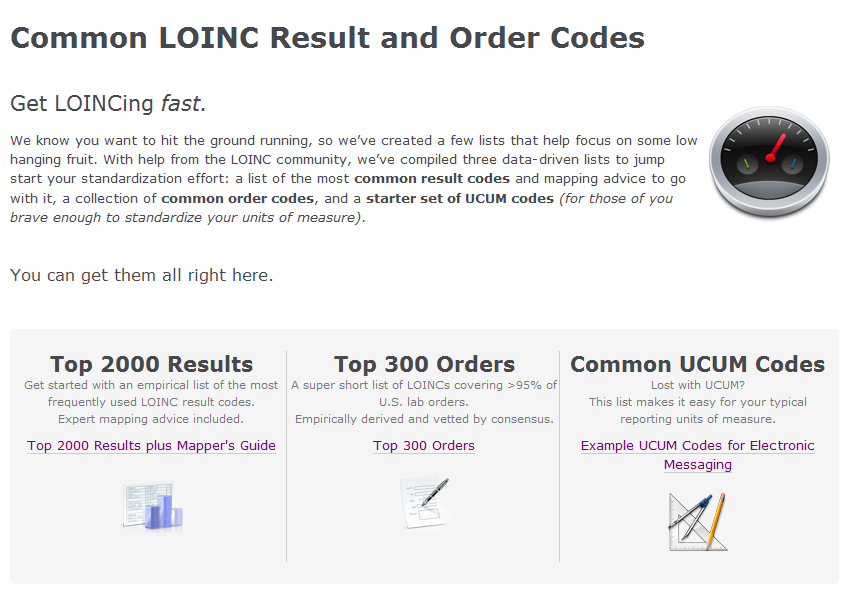 Common LOINC Result and Order Codes
Get LOINCing fast.
We know you want to hit the ground running, so we’ve created a few lists that help focus on some low
hanging fruit. With help from the LOINC community, we’ve compiled three data-driven lists to jump
start your standardization effort: a list of the most common result codes and mapping advice to go
with it, a collection of common order codes, and a starter set of UCUM codes (for those of you
brave enough to standardize your units of measure).
You can get them all right here.
Top 2000 Results
Get started with an empirical list of the most
frequently used LOINC result codes.
Expert mapping advice included.
Top 2000 Results plus Mapper's Guide
Top 300 Orders
A super short list of LOINCs covering >95% of
U.S. lab orders.
Empirically derived and vetted by consensus.
Top 300 Orders
Common UCUM Codes
Lost with UCUM?
This list makes it easy for your typical
reporting units of measure.
Example UCUM Codes for Electronic
Messaging